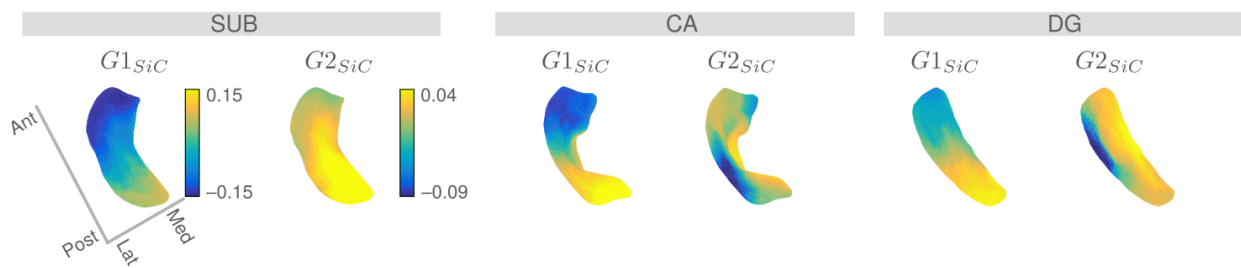 SUB CA DG
G1SiC G2SiC G1SiC G2SiC G1SiC G2SiC
0.15 0.04
Ant
−0.15 −0.09
Post Lat Med